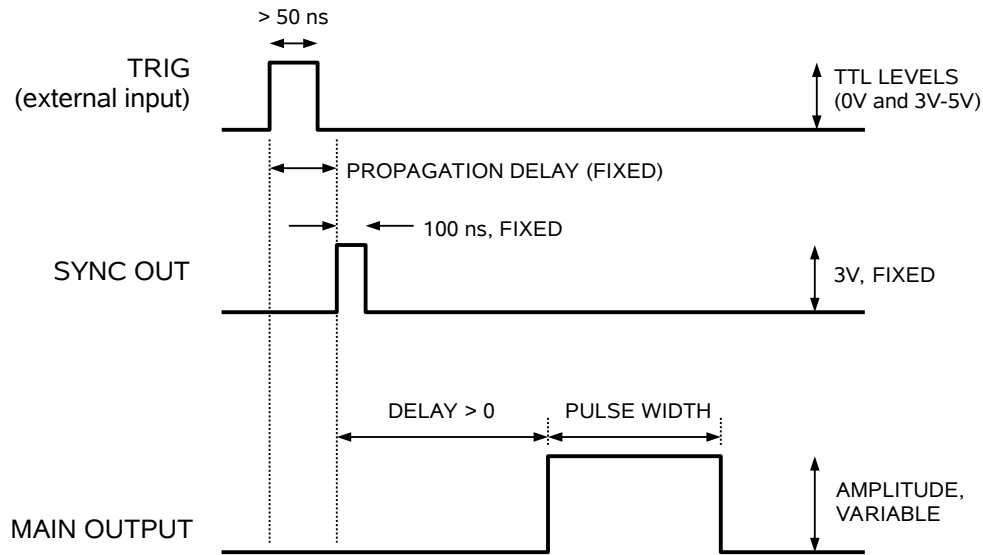 > 50 ns
TRIG
(external input)
TTL LEVELS
(0V and 3V-5V)
PROPAGATION DELAY (FIXED)
100 ns, FIXED
SYNC OUT
3V, FIXED
DELAY > 0
PULSE WIDTH
MAIN OUTPUT
AMPLITUDE,
VARIABLE